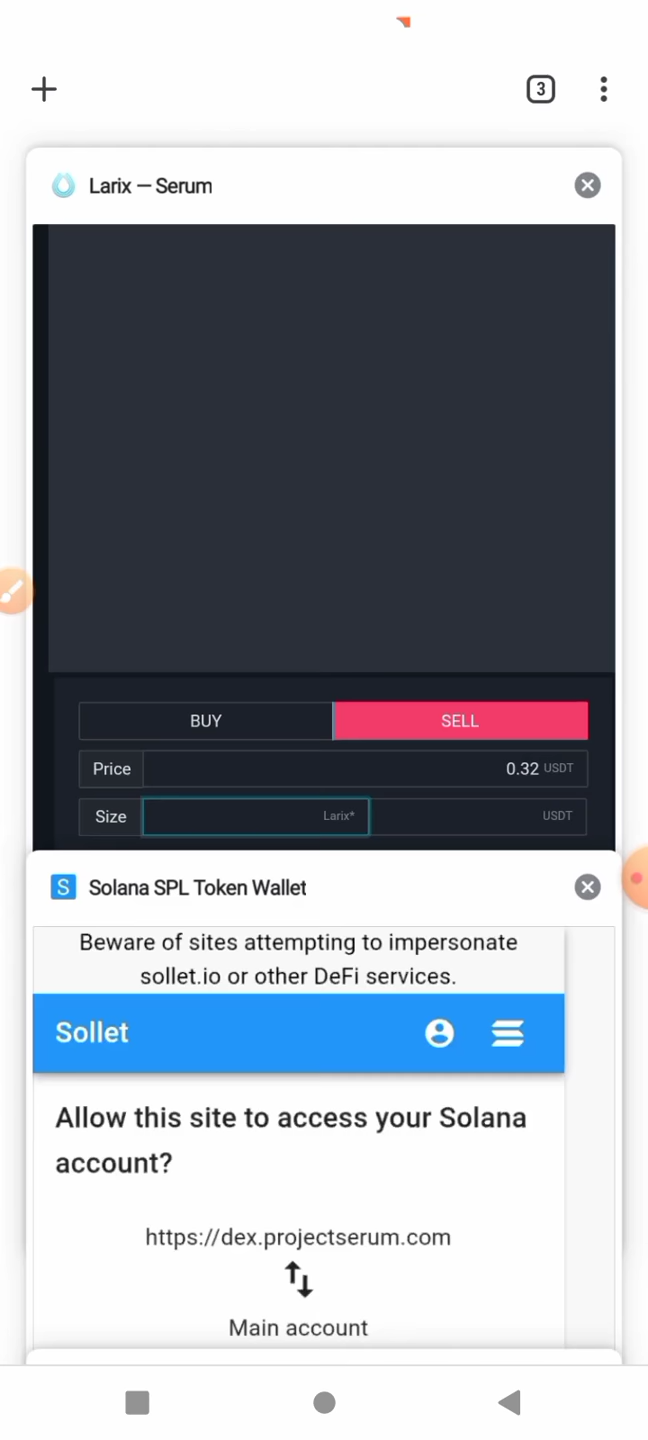 3
Larix — Serum
BUY SELL
Price 0.32 USDT
Size Larix* USDT
Solana SPL Token Wallet
Beware of sites attempting to impersonate
sollet.io or other DeFi services.
Sollet
Allow this site to access your Solana
account?
https://dex.projectserum.com
Main account